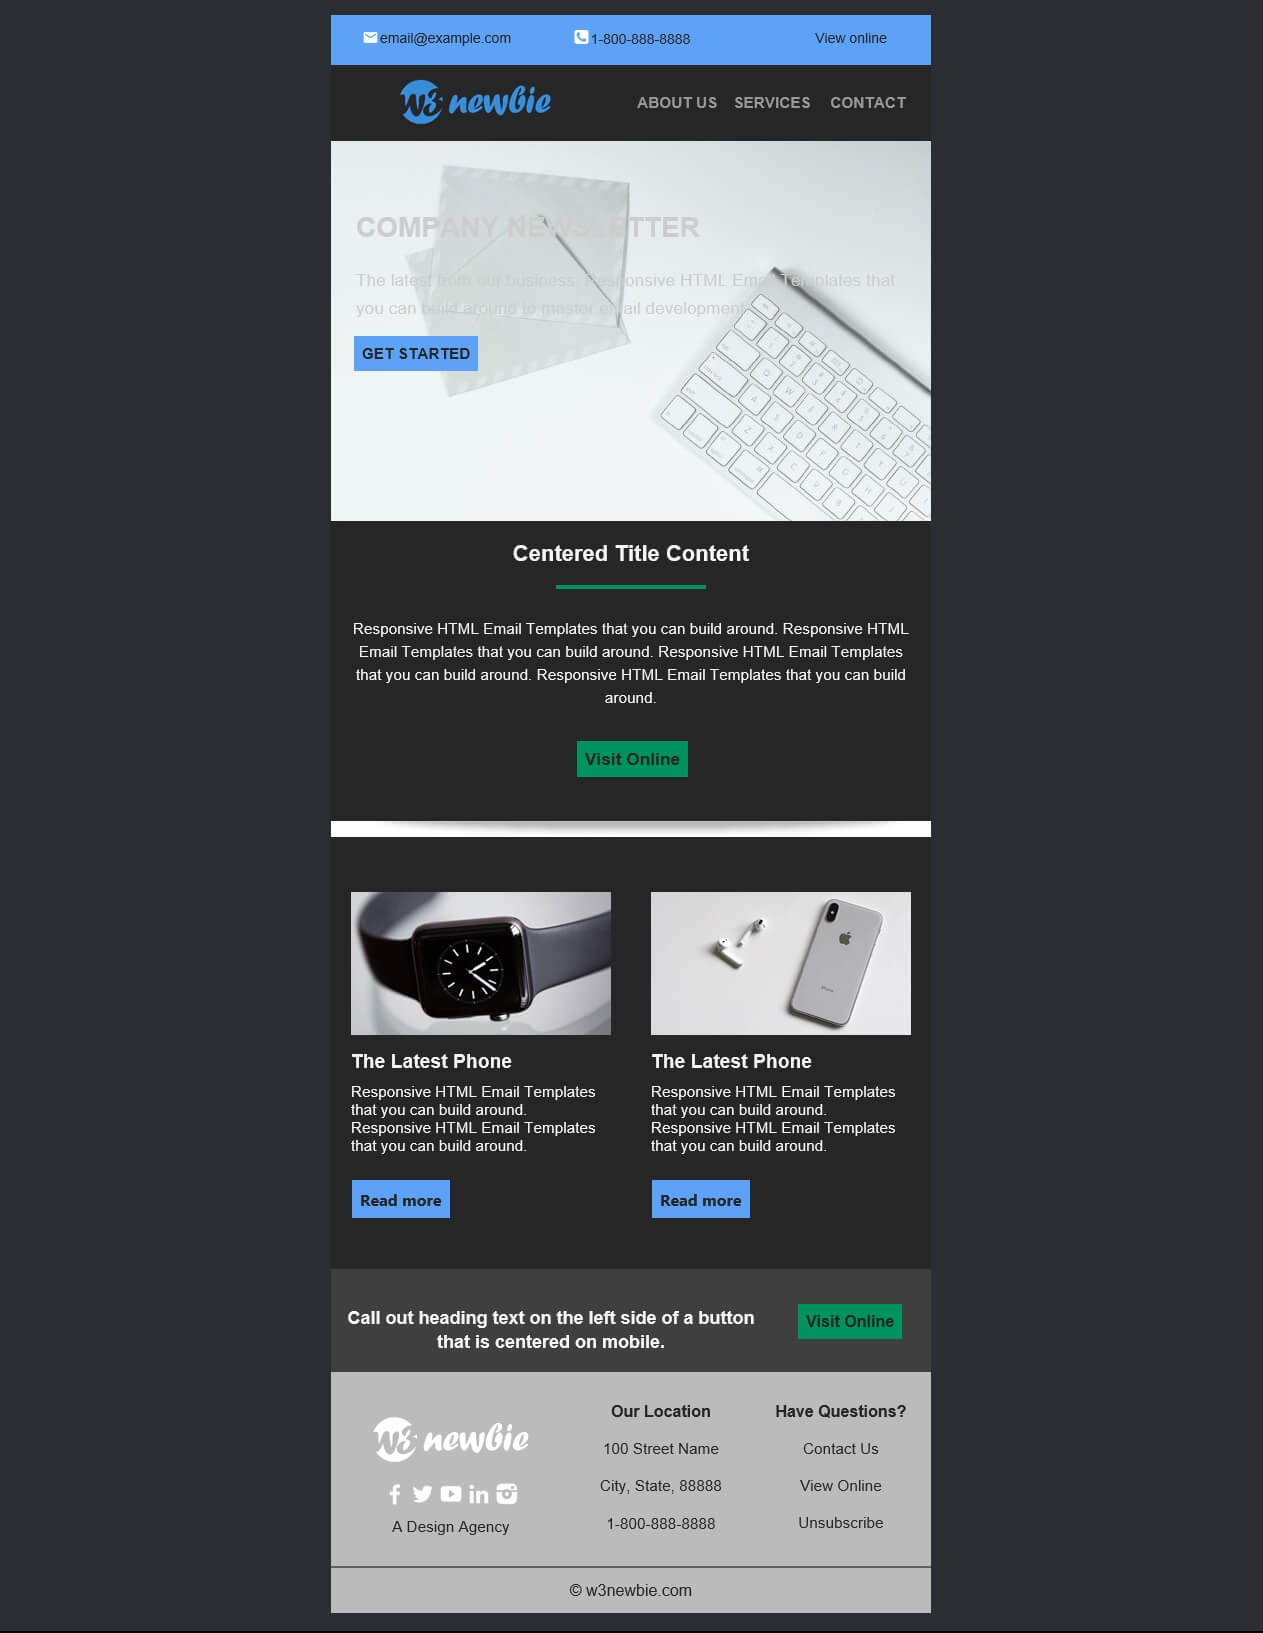 email@example.com
1-800-888-8888
View online
w3 newbie
ABOUT US SERVICES CONTACT
COMPANY NEWSLETTER
The latest from our business. Responsive HTML Email Templates that
you can build around to master email development.
GET STARTED
Centered Title Content
Responsive HTML Email Templates that you can build around. Responsive HTML
Email Templates that you can build around. Responsive HTML Email Templates
that you can build around. Responsive HTML Email Templates that you can build
around.
Visit Online
The Latest Phone
Responsive HTML Email Templates
that you can build around.
Responsive HTML Email Templates
that you can build around.
Read more
The Latest Phone
Responsive HTML Email Templates
that you can build around.
Responsive HTML Email Templates
that you can build around.
Read more
Call out heading text on the left side of a button
that is centered on mobile.
Visit Online
w3 newbie
A Design Agency
Our Location
100 Street Name
City, State, 88888
1-800-888-8888
Have Questions?
Contact Us
View Online
Unsubscribe
© w3newbie.com